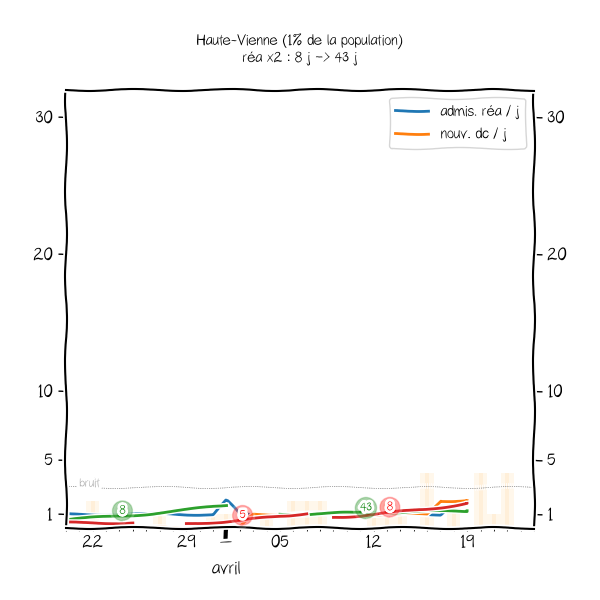 Haute-Vienne (1% de la population)
réa x2 : 8 j -> 43 j
admis. réa / j
nouv. dc / j
30 30
20 20
10 10
5 5
bruit
1 1
8 5 43 8
22 29 1 05 12 19
avril